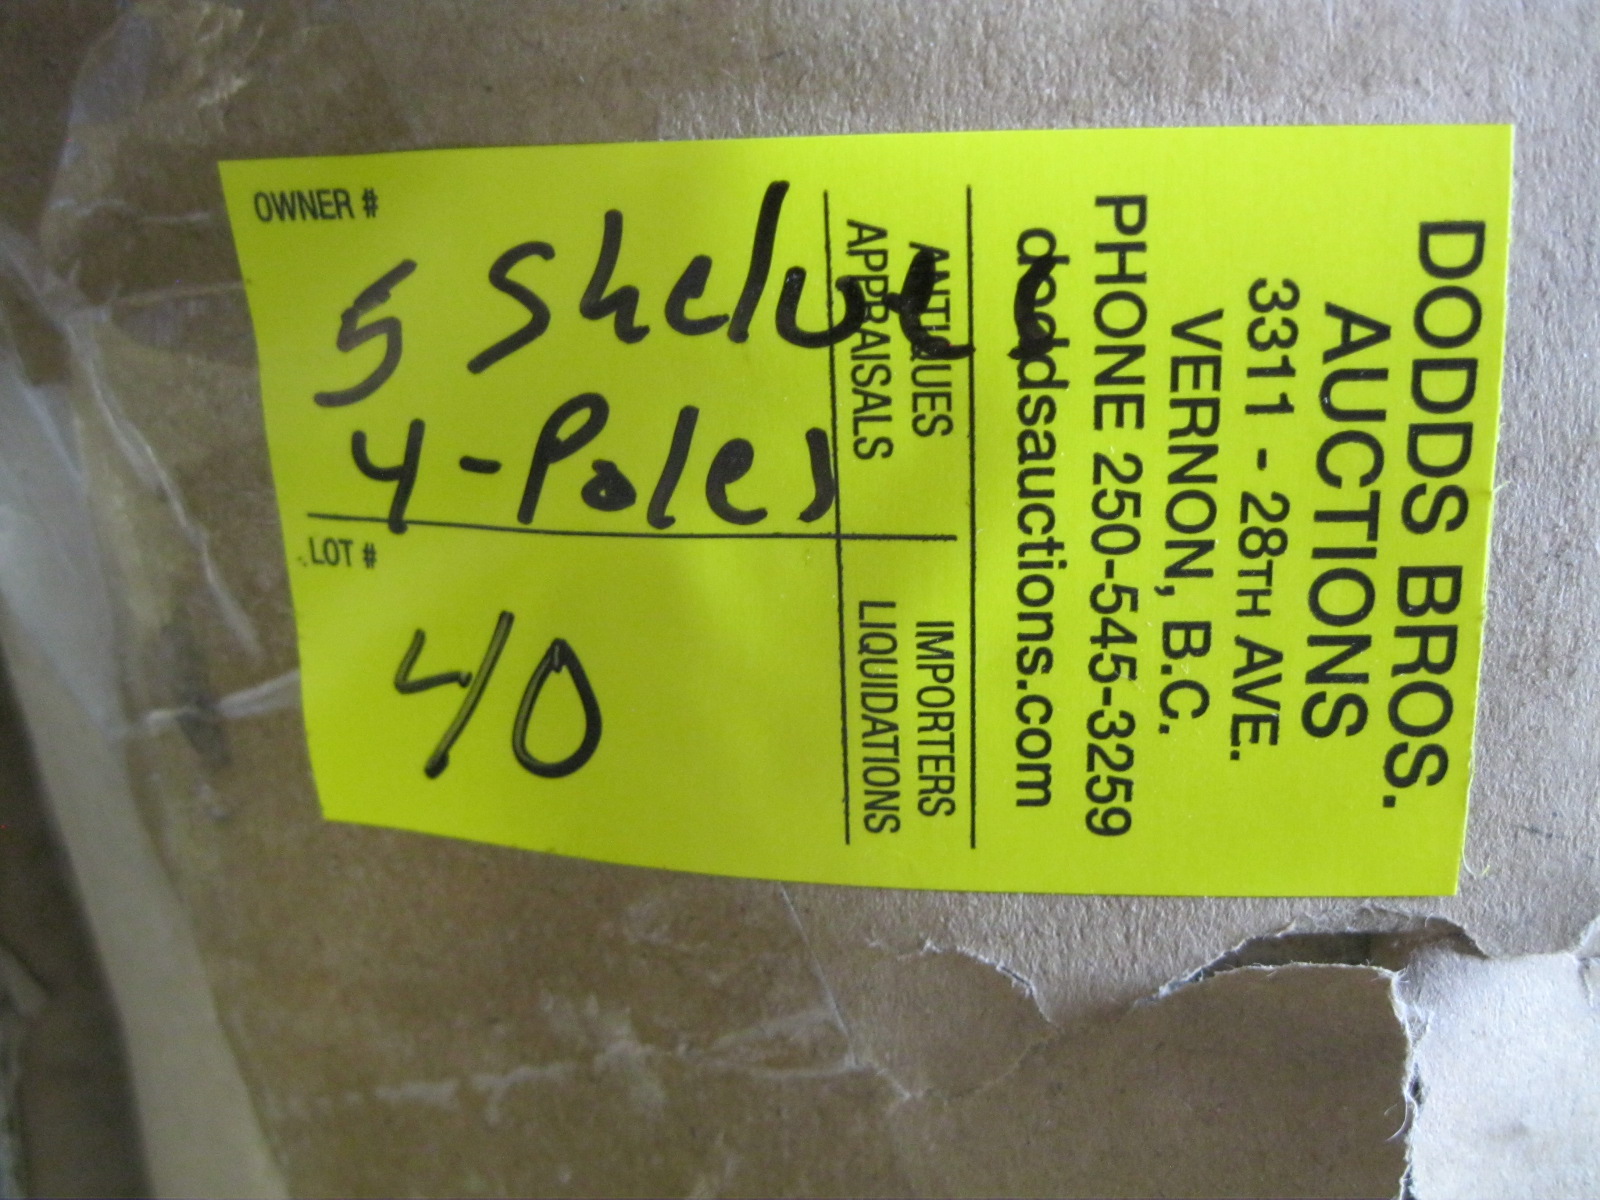 DODDS BROS.
AUCTIONS
3311 - 28TH AVE.
VERNON, B.C.
PHONE 250-545-3259
doddsauctions.com
ANTIQUES
APPRAISALS
IMPORTERS
LIQUIDATIONS
OWNER #
5 Shelve
4-Poles
LOT #
40